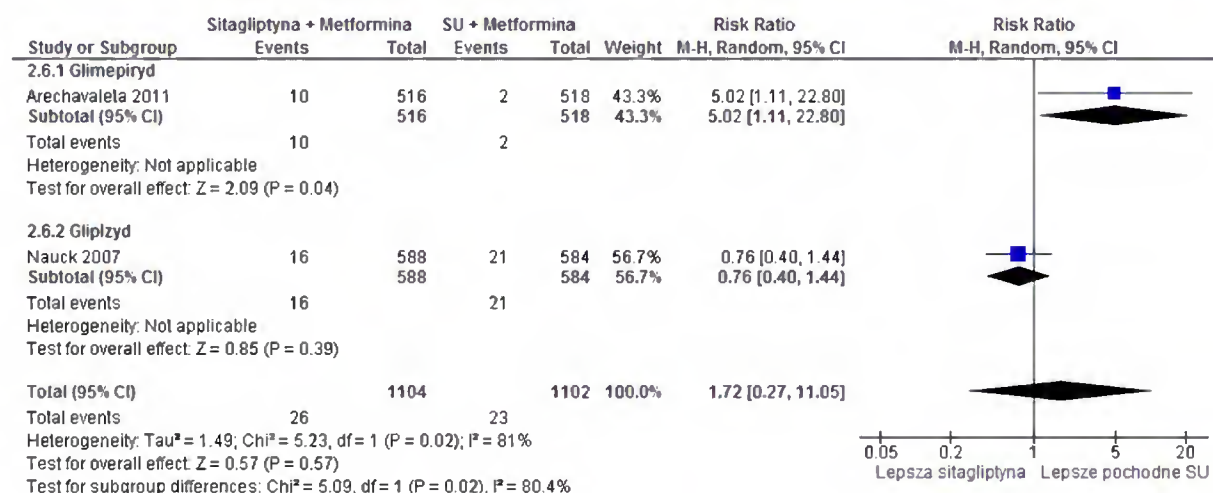 Sitagliptyna + Metformina SU + Metformina Risk Ratio Risk Ratio
Study or Subgroup Events Total Events Total Weight M-H, Random, 95% CI M-H, Random, 95% CI
2.6.1 Glimepiryd
Arechavaleta 2011 10 516 2 518 43.3% 5.02 [1.11, 22.80]
Subtotal (95% CI) 516 518 43.3% 5.02 [1.11, 22.80]
Total events 10 2
Heterogeneity: Not applicable
Test for overall effect: Z = 2.09 (P = 0.04)
2.6.2 Gliplzyd
Nauck 2007 16 588 21 584 56.7% 0.76 [0.40, 1.44]
Subtotal (95% CI) 588 584 56.7% 0.76 [0.40, 1.44]
Total events 16 21
Heterogeneity: Not applicable
Test for overall effect: Z = 0.85 (P = 0.39)
Total (95% CI) 1104 1102 100.0% 1.72 [0.27, 11.05]
Total events 26 23
Heterogeneity: Tau² = 1.49; Chi² = 5.23, df = 1 (P = 0.02); I² = 81%
Test for overall effect: Z = 0.57 (P = 0.57)
Test for subgroup differences: Chi² = 5.09, df = 1 (P = 0.02), I² = 80.4%
0.05 0.2 1 5 20
Lepsza sitagliptyna Lepsze pochodne SU